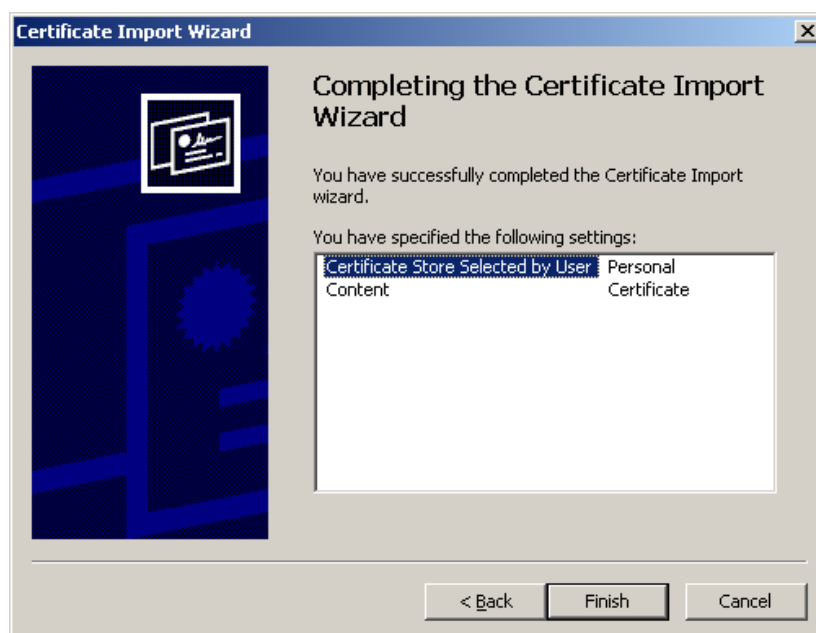 Certificate Import Wizard
Completing the Certificate Import
Wizard
You have successfully completed the Certificate Import
wizard.
You have specified the following settings:
Certificate Store Selected by User Personal
Content Certificate
< Back Finish Cancel